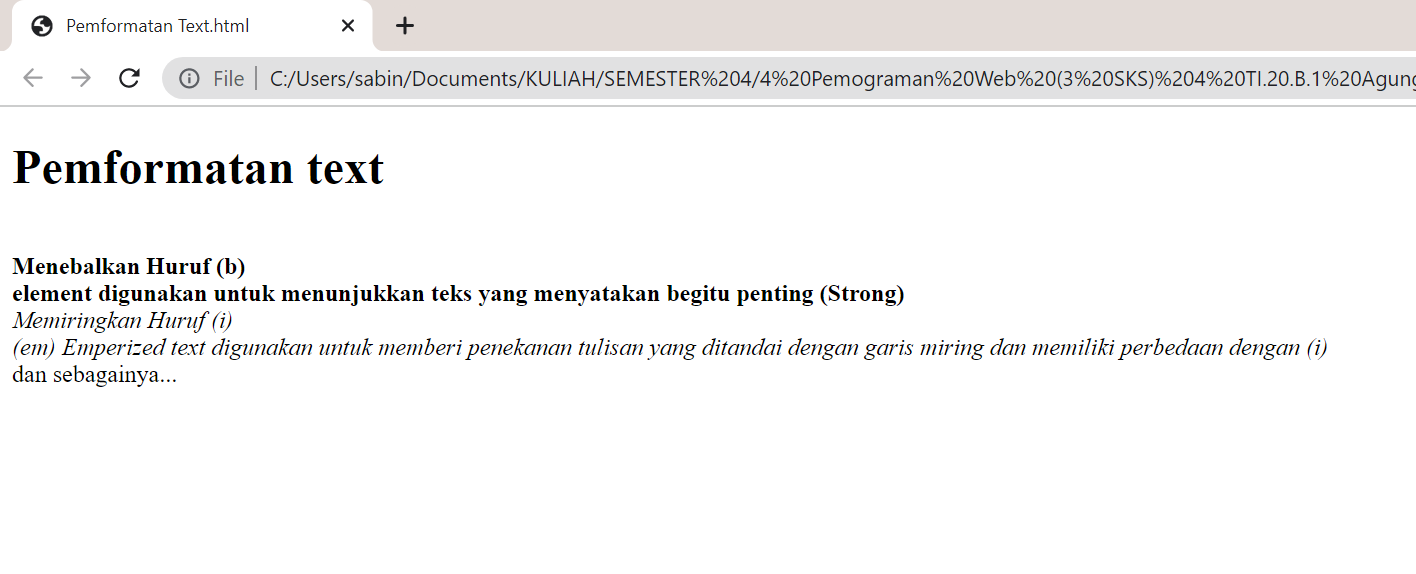 Pemformatan Text.html
File
C:/Users/sabin/Documents/KULIAH/SEMESTER%204/4%20Pemograman%20Web%20(3%20SKS)%204%20TI.20.B.1%20Agung
Pemformatan text
Menebalkan Huruf (b)
element digunakan untuk menunjukkan teks yang menyatakan begitu penting (Strong)
Memiringkan Huruf (i)
(em) Emperized text digunakan untuk memberi penekanan tulisan yang ditandai dengan garis miring dan memiliki perbedaan dengan (i)
dan sebagainya...